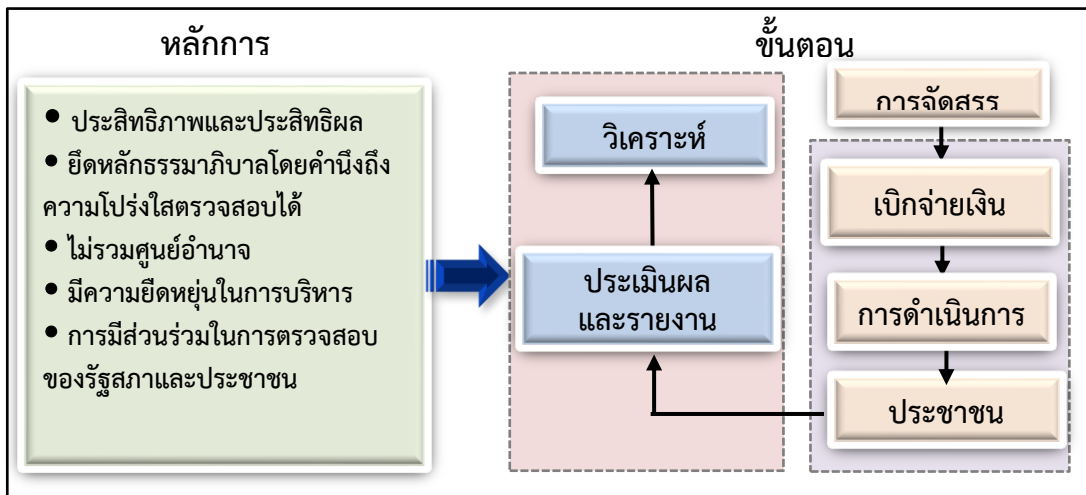 หลักการ
ขั้นตอน
• ประสิทธิภาพและประสิทธิผล
• ยึดหลักธรรมาภิบาลโดยคำนึงถึง
ความโปร่งใสตรวจสอบได้
• ไม่รวมศูนย์อำนาจ
• มีความยืดหยุ่นในการบริหาร
• การมีส่วนร่วมในการตรวจสอบ
ของรัฐสภาและประชาชน
วิเคราะห์
ประเมินผล
และรายงาน
การจัดสรร
เบิกจ่ายเงิน
การดำเนินการ
ประชาชน